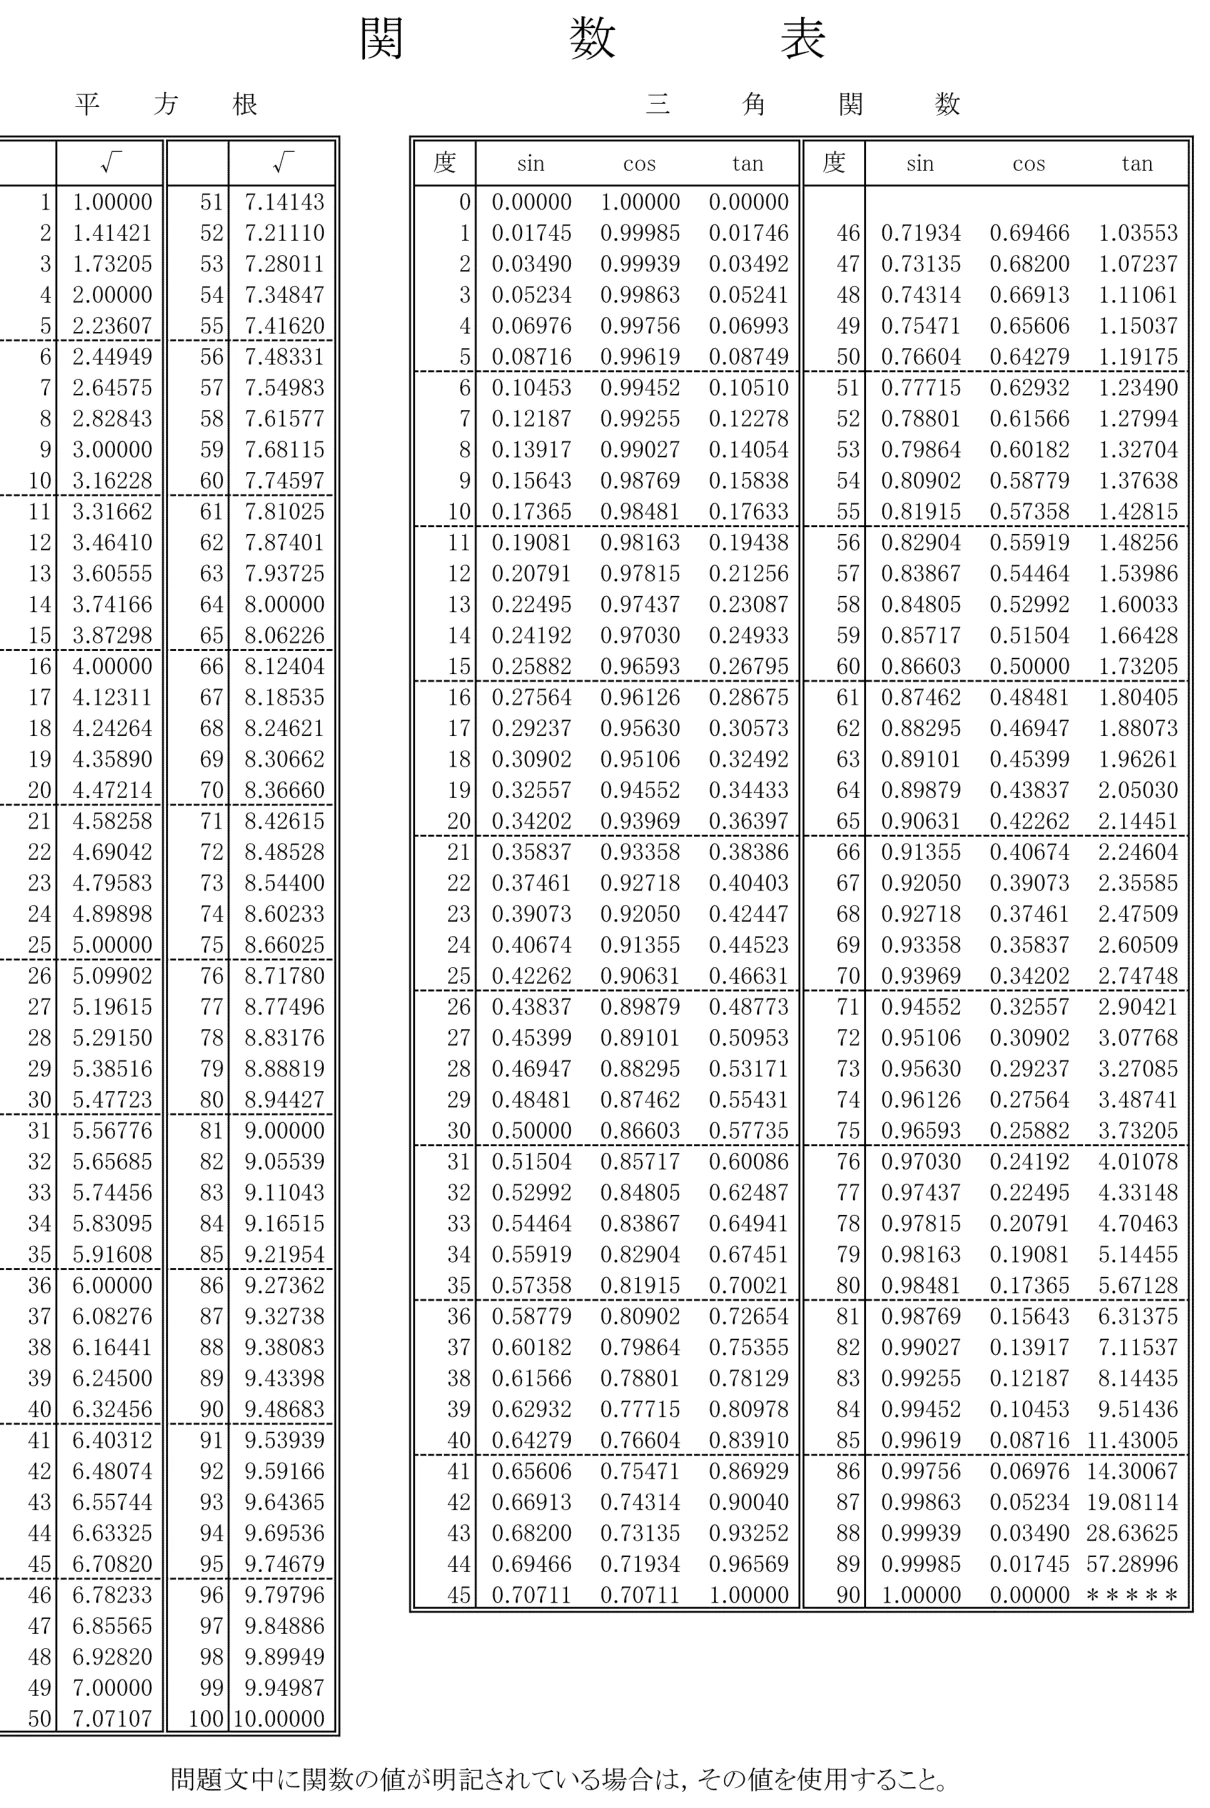 関数表
平方根 三角関数
√ √ 度 sin cos tan 度 sin cos tan
1 1.00000 51 7.14143 0 0.00000 1.00000 0.00000
2 1.41421 52 7.21110 1 0.01745 0.99985 0.01746 46 0.71934 0.69466 1.03553
3 1.73205 53 7.28011 2 0.03490 0.99939 0.03492 47 0.73135 0.68200 1.07237
4 2.00000 54 7.34847 3 0.05234 0.99863 0.05241 48 0.74314 0.66913 1.11061
5 2.23607 55 7.41620 4 0.06976 0.99756 0.06993 49 0.75471 0.65606 1.15037
6 2.44949 56 7.48331 5 0.08716 0.99619 0.08749 50 0.76604 0.64279 1.19175
7 2.64575 57 7.54983 6 0.10453 0.99452 0.10510 51 0.77715 0.62932 1.23490
8 2.82843 58 7.61577 7 0.12187 0.99255 0.12278 52 0.78801 0.61566 1.27994
9 3.00000 59 7.68115 8 0.13917 0.99027 0.14054 53 0.79864 0.60182 1.32704
10 3.16228 60 7.74597 9 0.15643 0.98769 0.15838 54 0.80902 0.58779 1.37638
11 3.31662 61 7.81025 10 0.17365 0.98481 0.17633 55 0.81915 0.57358 1.42815
12 3.46410 62 7.87401 11 0.19081 0.98163 0.19438 56 0.82904 0.55919 1.48256
13 3.60555 63 7.93725 12 0.20791 0.97815 0.21256 57 0.83867 0.54464 1.53986
14 3.74166 64 8.00000 13 0.22495 0.97437 0.23087 58 0.84805 0.52992 1.60033
15 3.87298 65 8.06226 14 0.24192 0.97030 0.24933 59 0.85717 0.51504 1.66428
16 4.00000 66 8.12404 15 0.25882 0.96593 0.26795 60 0.86603 0.50000 1.73205
17 4.12311 67 8.18535 16 0.27564 0.96126 0.28675 61 0.87462 0.48481 1.80405
18 4.24264 68 8.24621 17 0.29237 0.95630 0.30573 62 0.88295 0.46947 1.88073
19 4.35890 69 8.30662 18 0.30902 0.95106 0.32492 63 0.89101 0.45399 1.96261
20 4.47214 70 8.36660 19 0.32557 0.94552 0.34433 64 0.89879 0.43837 2.05030
21 4.58258 71 8.42615 20 0.34202 0.93969 0.36397 65 0.90631 0.42262 2.14451
22 4.69042 72 8.48528 21 0.35837 0.93358 0.38386 66 0.91355 0.40674 2.24604
23 4.79583 73 8.54400 22 0.37461 0.92718 0.40403 67 0.92050 0.39073 2.35585
24 4.89898 74 8.60233 23 0.39073 0.92050 0.42447 68 0.92718 0.37461 2.47509
25 5.00000 75 8.66025 24 0.40674 0.91355 0.44523 69 0.93358 0.35837 2.60509
26 5.09902 76 8.71780 25 0.42262 0.90631 0.46631 70 0.93969 0.34202 2.74748
27 5.19615 77 8.77496 26 0.43837 0.89879 0.48773 71 0.94552 0.32557 2.90421
28 5.29150 78 8.83176 27 0.45399 0.89101 0.50953 72 0.95106 0.30902 3.07768
29 5.38516 79 8.88819 28 0.46947 0.88295 0.53171 73 0.95630 0.29237 3.27085
30 5.47723 80 8.94427 29 0.48481 0.87462 0.55431 74 0.96126 0.27564 3.48741
31 5.56776 81 9.00000 30 0.50000 0.86603 0.57735 75 0.96593 0.25882 3.73205
32 5.65685 82 9.05539 31 0.51504 0.85717 0.60086 76 0.97030 0.24192 4.01078
33 5.74456 83 9.11043 32 0.52992 0.84805 0.62487 77 0.97437 0.22495 4.33148
34 5.83095 84 9.16515 33 0.54464 0.83867 0.64941 78 0.97815 0.20791 4.70463
35 5.91608 85 9.21954 34 0.55919 0.82904 0.67451 79 0.98163 0.19081 5.14455
36 6.00000 86 9.27362 35 0.57358 0.81915 0.70021 80 0.98481 0.17365 5.67128
37 6.08276 87 9.32738 36 0.58779 0.80902 0.72654 81 0.98769 0.15643 6.31375
38 6.16441 88 9.38083 37 0.60182 0.79864 0.75355 82 0.99027 0.13917 7.11537
39 6.24500 89 9.43398 38 0.61566 0.78801 0.78129 83 0.99255 0.12187 8.14435
40 6.32456 90 9.48683 39 0.62932 0.77715 0.80978 84 0.99452 0.10453 9.51436
41 6.40312 91 9.53939 40 0.64279 0.76604 0.83910 85 0.99619 0.08716 11.43005
42 6.48074 92 9.59166 41 0.65606 0.75471 0.86929 86 0.99756 0.06976 14.30067
43 6.55744 93 9.64365 42 0.66913 0.74314 0.90040 87 0.99863 0.05234 19.08114
44 6.63325 94 9.69536 43 0.68200 0.73135 0.93252 88 0.99939 0.03490 28.63625
45 6.70820 95 9.74679 44 0.69466 0.71934 0.96569 89 0.99985 0.01745 57.28996
46 6.78233 96 9.79796 45 0.70711 0.70711 1.00000 90 1.00000 0.00000 *****
47 6.85565 97 9.84886
48 6.92820 98 9.89949
49 7.00000 99 9.94987
50 7.07107 100 10.00000
問題文中に関数の値が明記されている場合は，その値を使用すること。